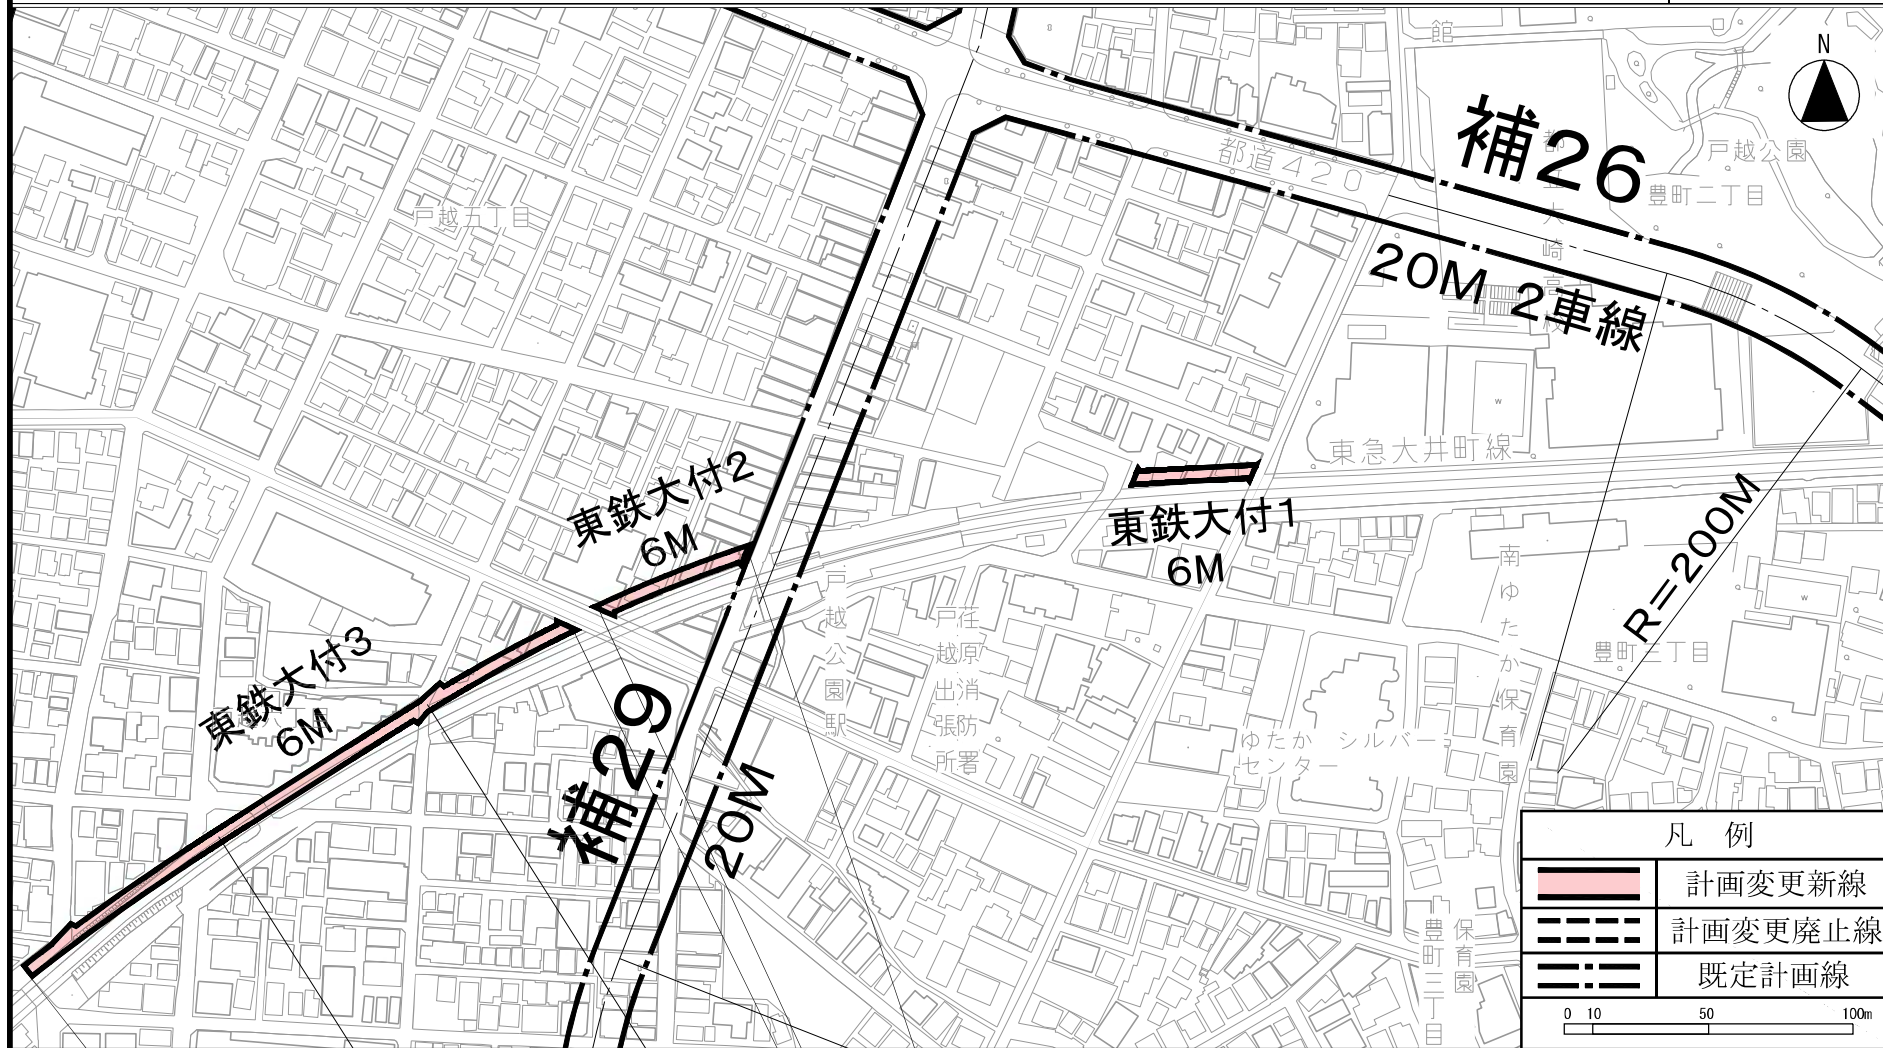 館
N
補26
都道420
都立大崎高校
戸越公園
豊町二丁目
戸越五丁目
20M 2車線
東急大井町線
東鉄大付2
6M
東鉄大付1
6M
R=200M
南ゆたか保育園
戸越公園駅
荏原消防署
戸越出張所
東鉄大付3
6M
豊町三丁目
補29
20M
ゆたか シルバー
センター
保育園
豊町三丁目
凡 例
計画変更新線
計画変更廃止線
既定計画線
0 10 50 100m
W
W